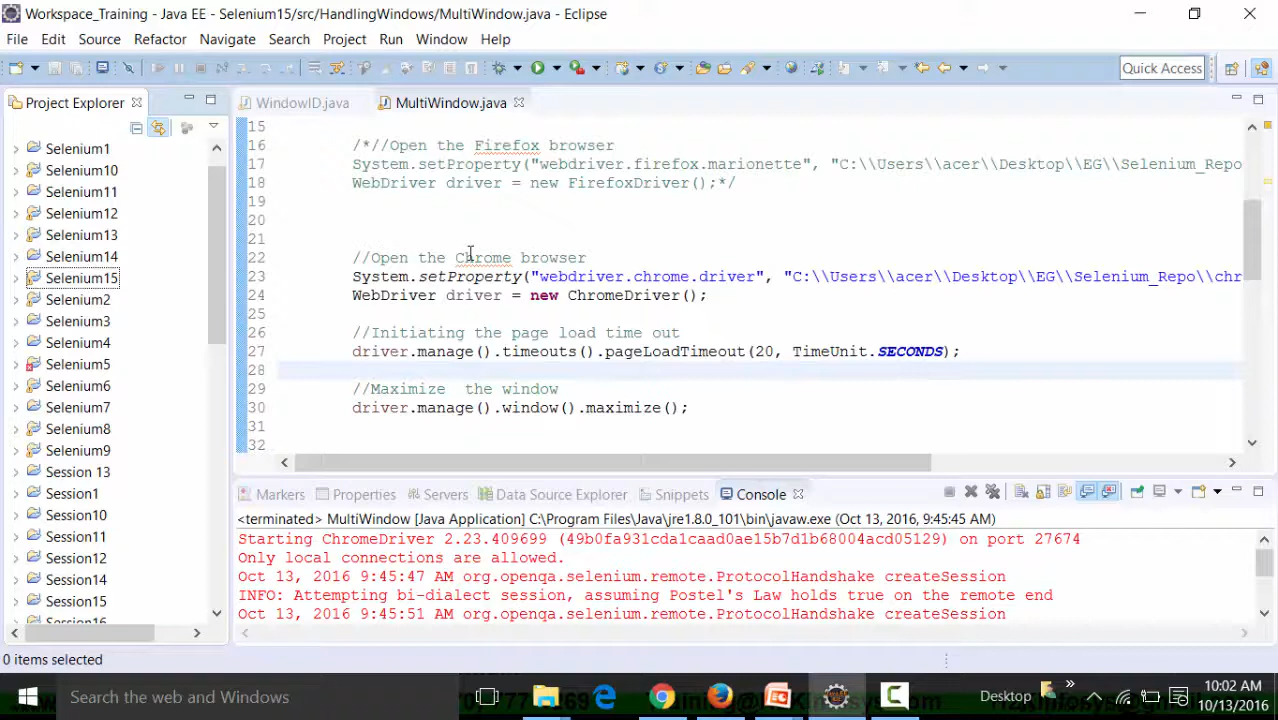 Workspace_Training - Java EE - Selenium15/src/HandlingWindows/MultiWindow.java - Eclipse
File Edit Source Refactor Navigate Search Project Run Window Help
Quick Access
Project Explorer
WindowID.java
MultiWindow.java
Selenium1
Selenium10
Selenium11
Selenium12
Selenium13
Selenium14
Selenium15
Selenium2
Selenium3
Selenium4
Selenium5
Selenium6
Selenium7
Selenium8
Selenium9
Session 13
Session1
Session10
Session11
Session12
Session14
Session15
Session16
15
16 /*//Open the Firefox browser
17 System.setProperty("webdriver.firefox.marionette", "C:\\Users\\acer\\Desktop\\EG\\Selenium_Repo
18 WebDriver driver = new FirefoxDriver();*/
19
20
21
22 //Open the Chrome browser
23 System.setProperty("webdriver.chrome.driver", "C:\\Users\\acer\\Desktop\\EG\\Selenium_Repo\\chr
24 WebDriver driver = new ChromeDriver();
25
26 //Initiating the page load time out
27 driver.manage().timeouts().pageLoadTimeout(20, TimeUnit.SECONDS);
28
29 //Maximize  the window
30 driver.manage().window().maximize();
31
32
Markers Properties Servers Data Source Explorer Snippets Console
<terminated> MultiWindow [Java Application] C:\Program Files\Java\jre1.8.0_101\bin\javaw.exe (Oct 13, 2016, 9:45:45 AM)
Starting ChromeDriver 2.23.409699 (49b0fa931cda1caad0ae15b7d1b68004acd05129) on port 27674
Only local connections are allowed.
Oct 13, 2016 9:45:47 AM org.openqa.selenium.remote.ProtocolHandshake createSession
INFO: Attempting bi-dialect session, assuming Postel's Law holds true on the remote end
Oct 13, 2016 9:45:51 AM org.openqa.selenium.remote.ProtocolHandshake createSession
0 items selected
Search the web and Windows
Desktop
10:02 AM
10/13/2016